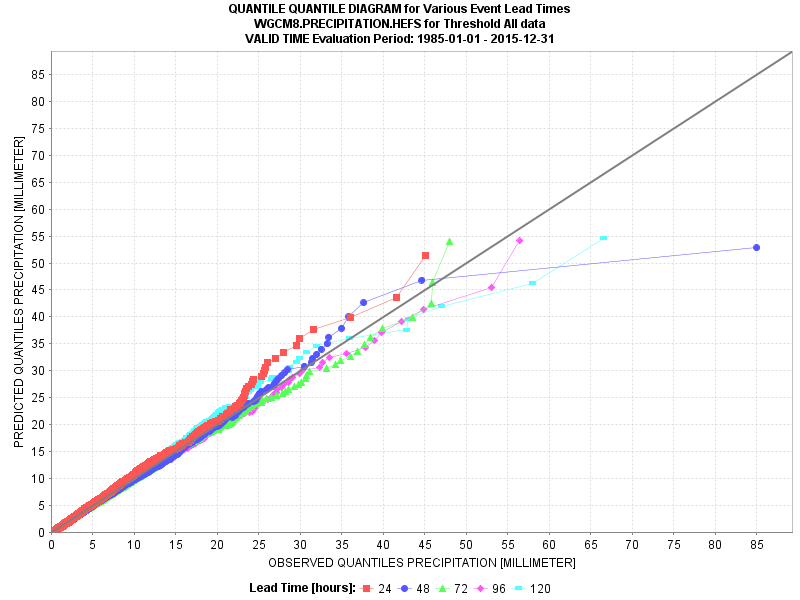 QUANTILE QUANTILE DIAGRAM for Various Event Lead Times
WGCM8.PRECIPITATION.HEFS for Threshold All data
VALID TIME Evaluation Period: 1985-01-01 - 2015-12-31
PREDICTED QUANTILES PRECIPITATION [MILLIMETER]
85
80
75
70
65
60
55
50
45
40
35
30
25
20
15
10
5
0
0 5 10 15 20 25 30 35 40 45 50 55 60 65 70 75 80 85
OBSERVED QUANTILES PRECIPITATION [MILLIMETER]
Lead Time [hours]: 24 48 72 96 120